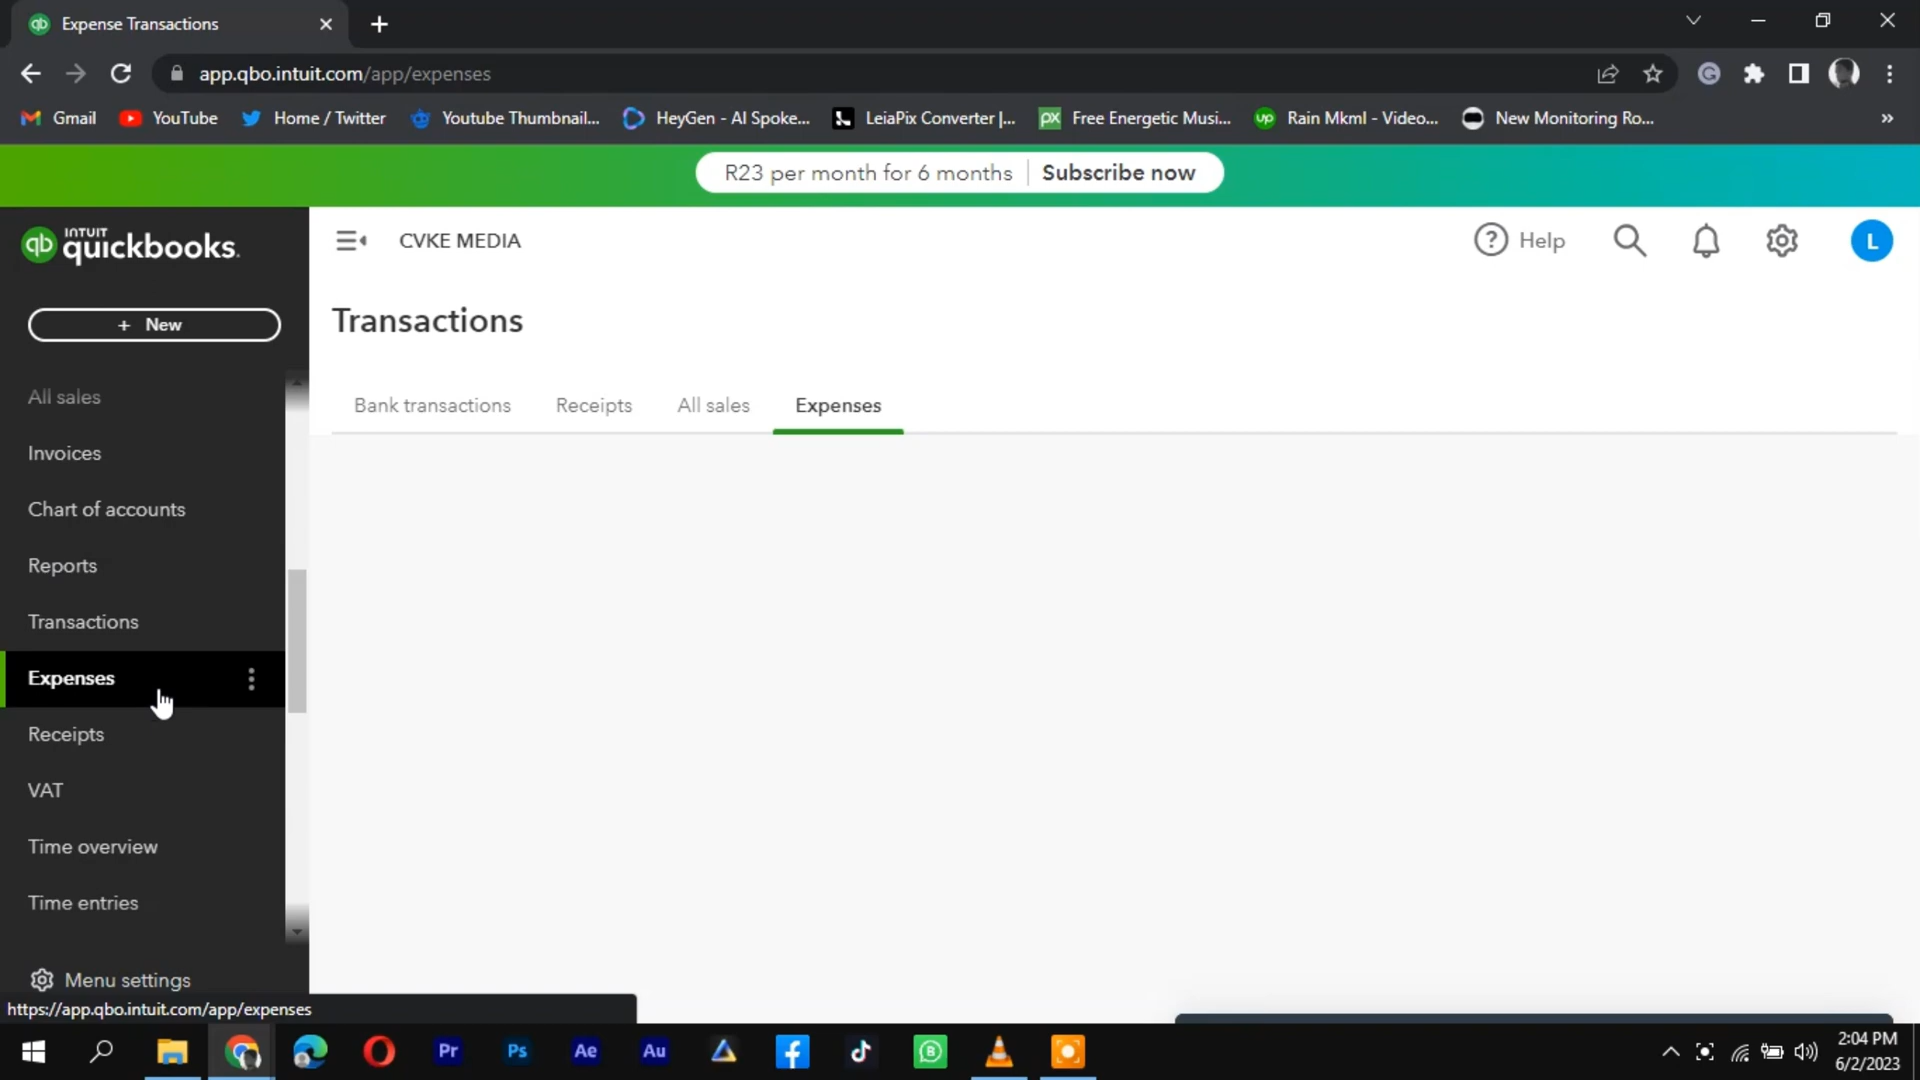 Expense Transactions
app.qbo.intuit.com/app/expenses
Gmail YouTube Home / Twitter Youtube Thumbnail... HeyGen - AI Spoke... LeiaPix Converter |... px Free Energetic Musi... up Rain Mkml - Video... New Monitoring Ro... »
R23 per month for 6 months Subscribe now
qb INTUIT quickbooks.
CVKE MEDIA
? Help
L
+ New
Transactions
Bank transactions Receipts All sales Expenses
All sales
Invoices
Chart of accounts
Reports
Transactions
Expenses
Receipts
VAT
Time overview
Time entries
Menu settings
https://app.qbo.intuit.com/app/expenses
Pr Ps Ae Au B
2:04 PM
6/2/2023